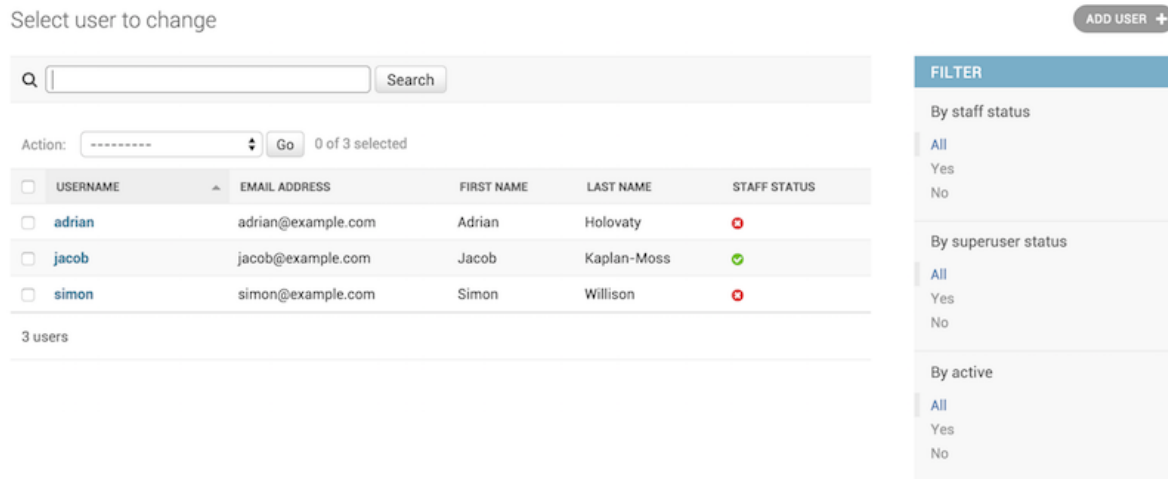 Select user to change
ADD USER +
Search
Action: --------- Go 0 of 3 selected
USERNAME EMAIL ADDRESS FIRST NAME LAST NAME STAFF STATUS
adrian adrian@example.com Adrian Holovaty
jacob jacob@example.com Jacob Kaplan-Moss
simon simon@example.com Simon Willison
3 users
FILTER
By staff status
All
Yes
No
By superuser status
All
Yes
No
By active
All
Yes
No